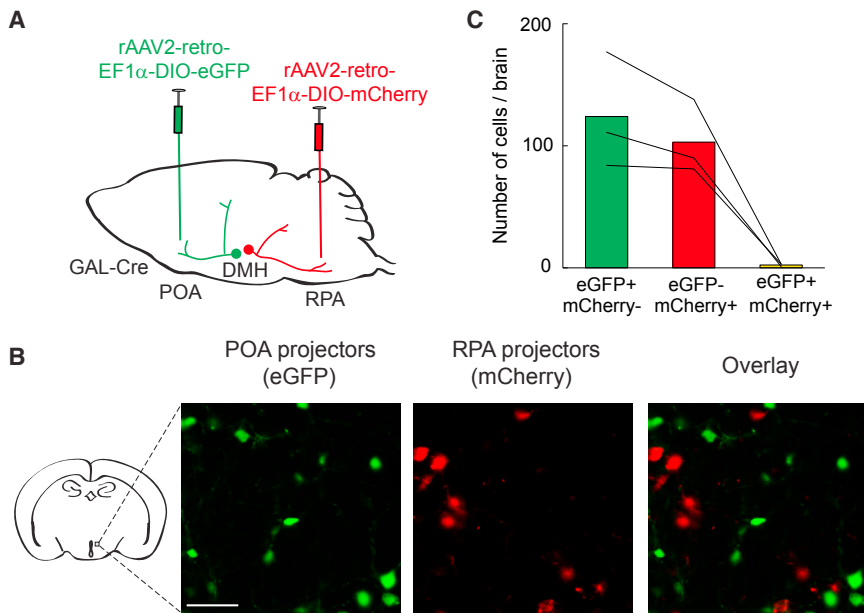 A
rAAV2-retro-
EF1α-DIO-eGFP
rAAV2-retro-
EF1α-DIO-mCherry
GAL-Cre
POA
DMH
RPA
C
Number of cells / brain
200
100
0
eGFP+
mCherry-
eGFP-
mCherry+
eGFP+
mCherry+
B
POA projectors
(eGFP)
RPA projectors
(mCherry)
Overlay